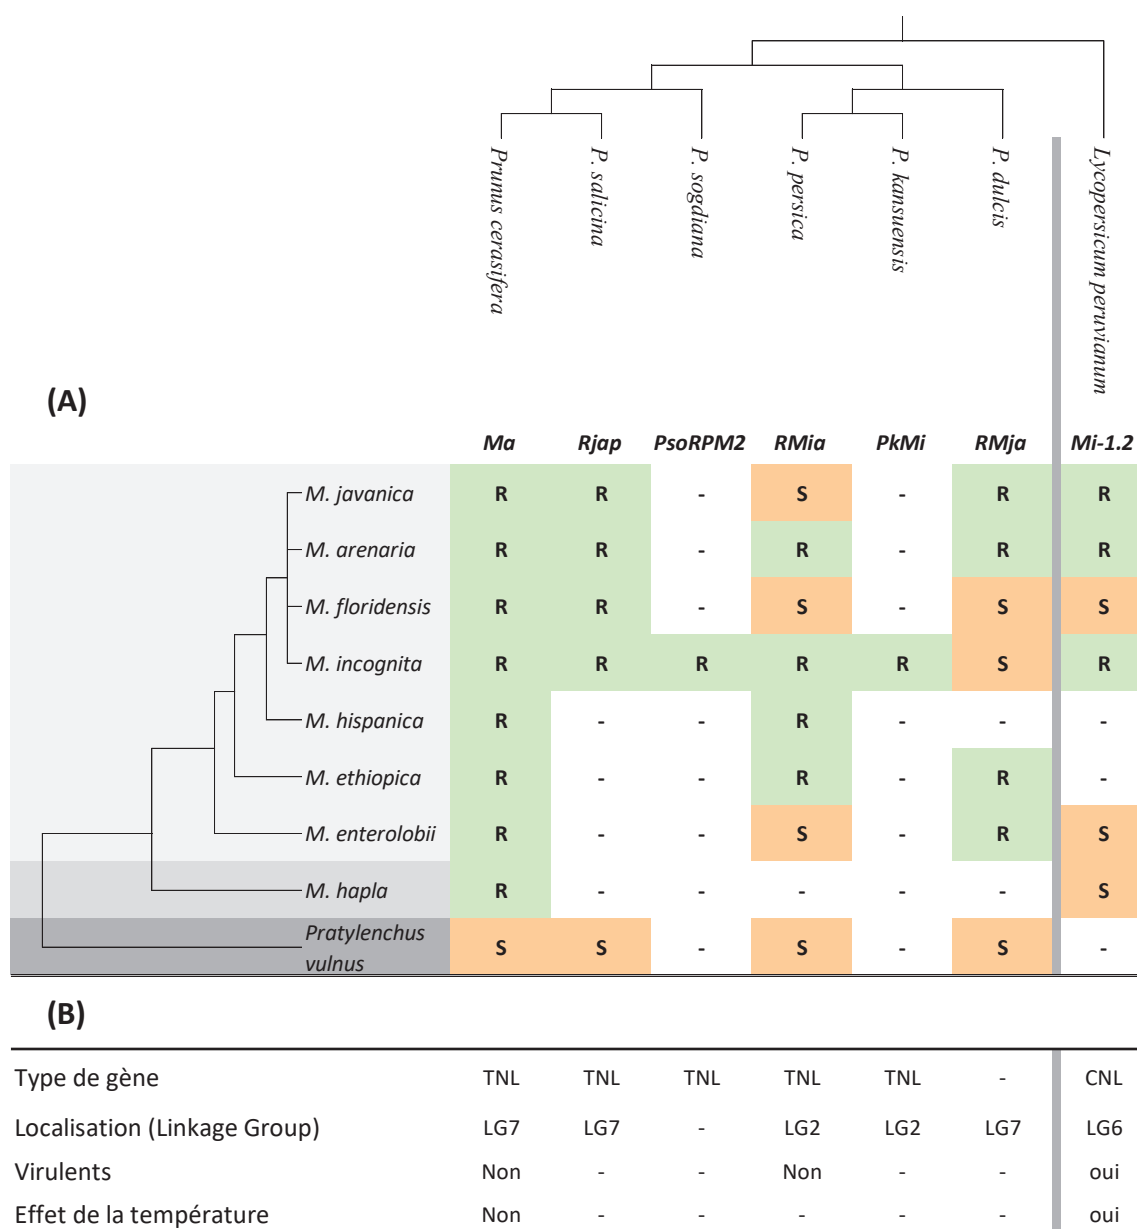 Prunus cerasifera
P. salicina
P. sogdiana
P. persica
P. kansuensis
P. dulcis
Lycopersicum peruvianum
(A)
Ma Rjap PsoRPM2 RMia PkMi RMja Mi-1.2
M. javanica R R - S - R R
M. arenaria R R - R - R R
M. floridensis R R - S - S S
M. incognita R R R R R S R
M. hispanica R - - R - - -
M. ethiopica R - - R - R -
M. enterolobii R - - S - R S
M. hapla R - - - - - S
Pratylenchus
vulnus S S - S - S -
(B)
Type de gène TNL TNL TNL TNL TNL - CNL
Localisation (Linkage Group) LG7 LG7 - LG2 LG2 LG7 LG6
Virulents Non - - Non - - oui
Effet de la température Non - - - - - oui